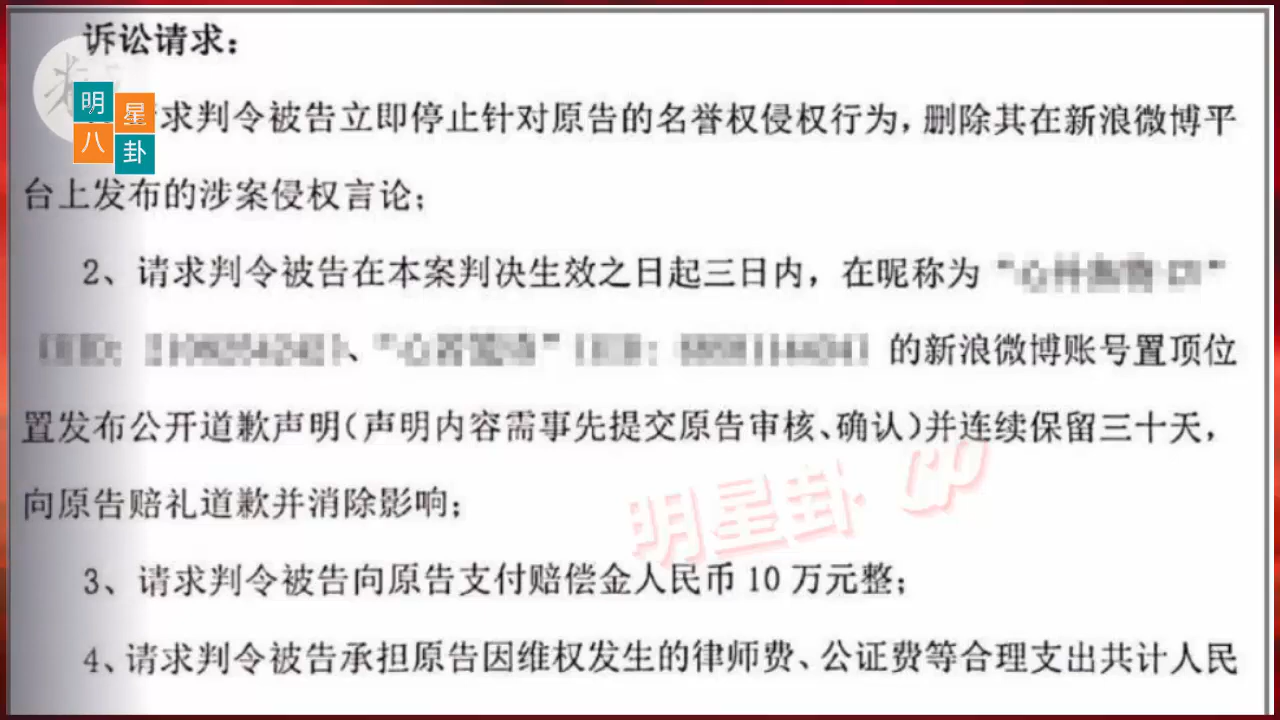 诉讼请求：
明星
八卦
请求判令被告立即停止针对原告的名誉权侵权行为，删除其在新浪微博平
台上发布的涉案侵权言论；
2、请求判令被告在本案判决生效之日起三日内，在昵称为
、 的新浪微博账号置顶位
置发布公开道歉声明（声明内容需事先提交原告审核、确认）并连续保留三十天，
向原告赔礼道歉并消除影响；
明星卦
3、请求判令被告向原告支付赔偿金人民币 10 万元整；
4、请求判令被告承担原告因维权发生的律师费、公证费等合理支出共计人民